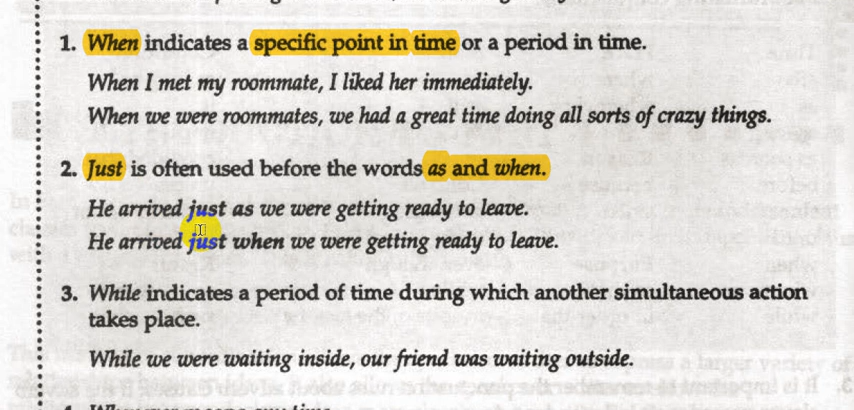 1. When indicates a specific point in time or a period in time.
When I met my roommate, I liked her immediately.
When we were roommates, we had a great time doing all sorts of crazy things.
2. Just is often used before the words as and when.
He arrived just as we were getting ready to leave.
He arrived just when we were getting ready to leave.
3. While indicates a period of time during which another simultaneous action
takes place.
While we were waiting inside, our friend was waiting outside.